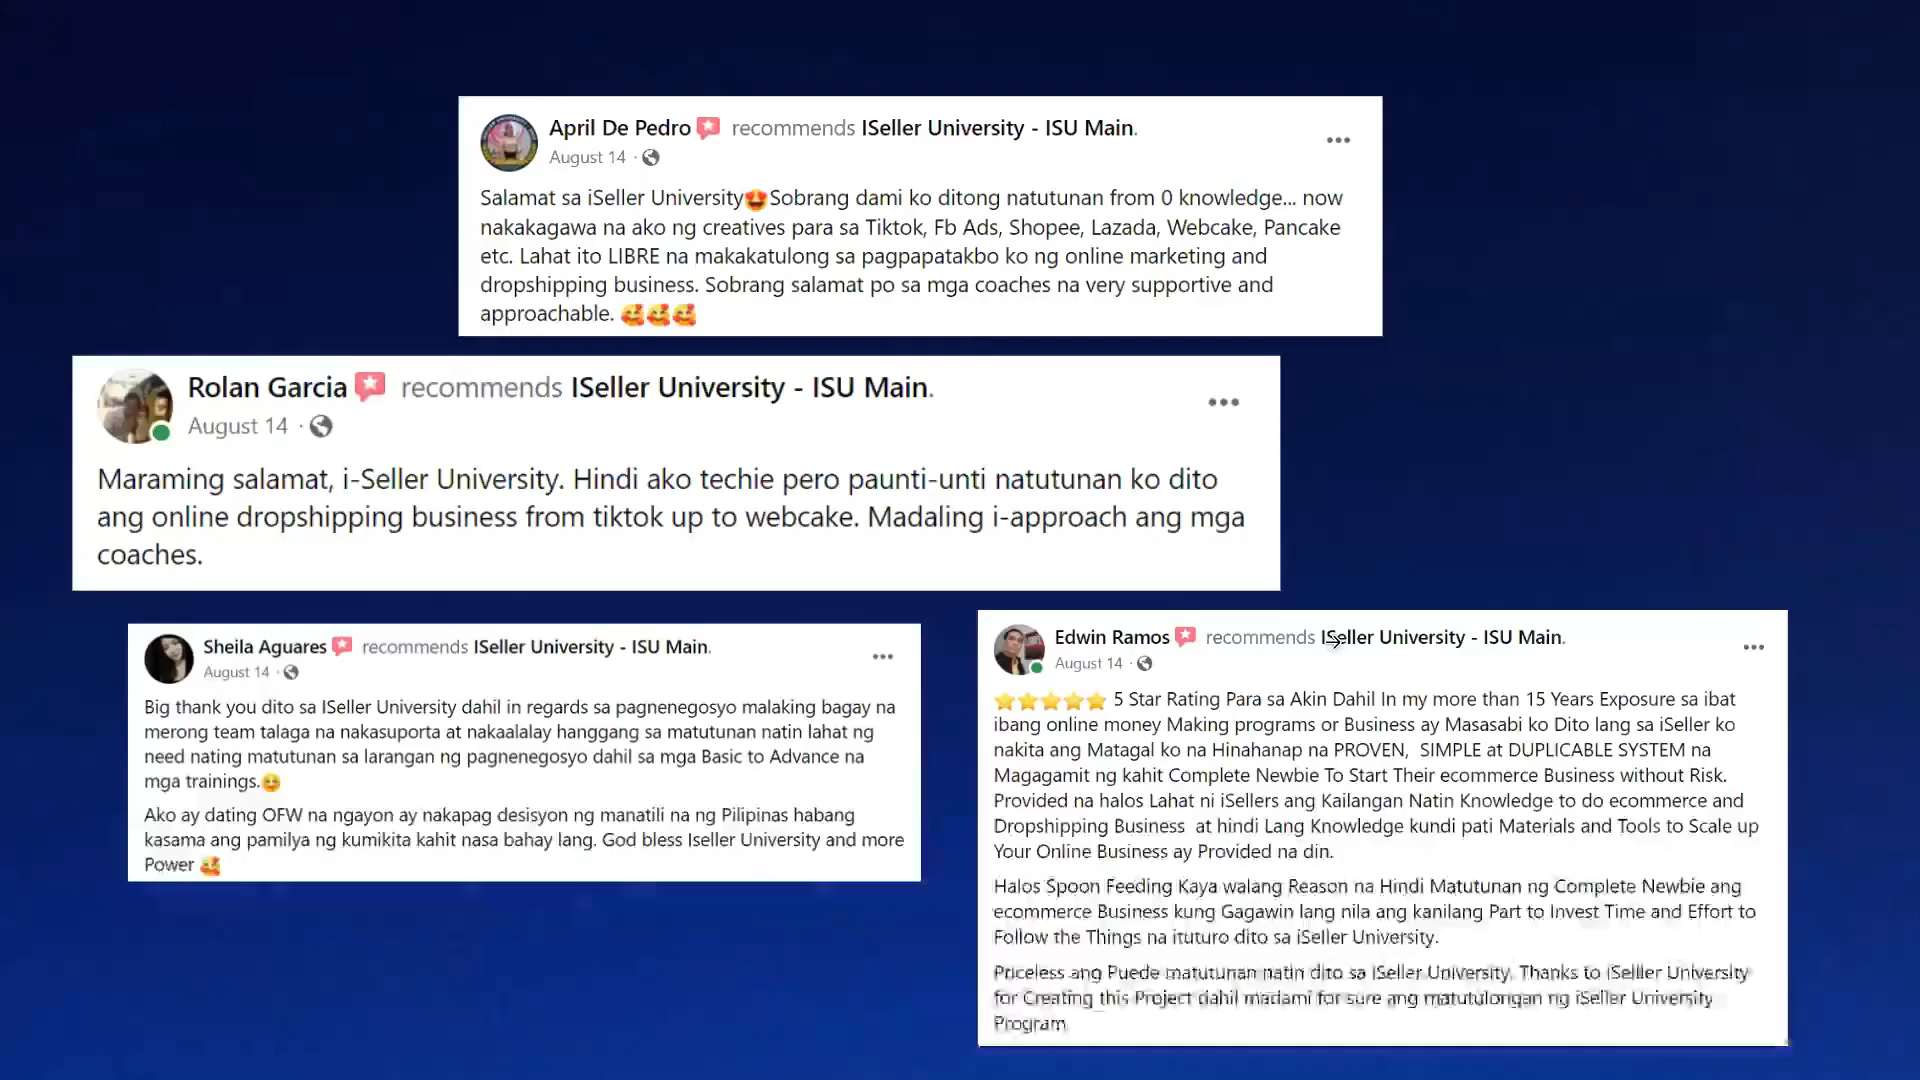 April De Pedro recommends ISeller University - ISU Main.
August 14 ·
Salamat sa iSeller University😍Sobrang dami ko ditong natutunan from 0 knowledge... now
nakakagawa na ako ng creatives para sa Tiktok, Fb Ads, Shopee, Lazada, Webcake, Pancake
etc. Lahat ito LIBRE na makakatulong sa pagpapatakbo ko ng online marketing and
dropshipping business. Sobrang salamat po sa mga coaches na very supportive and
approachable. 🥰🥰🥰
Rolan Garcia recommends ISeller University - ISU Main.
August 14 ·
Maraming salamat, i-Seller University. Hindi ako techie pero paunti-unti natutunan ko dito
ang online dropshipping business from tiktok up to webcake. Madaling i-approach ang mga
coaches.
Sheila Aguares recommends ISeller University - ISU Main.
August 14 ·
Big thank you dito sa ISeller University dahil in regards sa pagnenegosyo malaking bagay na
merong team talaga na nakasuporta at nakaalalay hanggang sa matutunan natin lahat ng
need nating matutunan sa larangan ng pagnenegosyo dahil sa mga Basic to Advance na
mga trainings.😊
Ako ay dating OFW na ngayon ay nakapag desisyon ng manatili na ng Pilipinas habang
kasama ang pamilya ng kumikita kahit nasa bahay lang. God bless Iseller University and more
Power 🥰
Edwin Ramos recommends ISeller University - ISU Main.
August 14 ·
⭐⭐⭐⭐⭐ 5 Star Rating Para sa Akin Dahil In my more than 15 Years Exposure sa ibat
ibang online money Making programs or Business ay Masasabi ko Dito lang sa iSeller ko
nakita ang Matagal ko na Hinahanap na PROVEN, SIMPLE at DUPLICABLE SYSTEM na
Magagamit ng kahit Complete Newbie To Start Their ecommerce Business without Risk.
Provided na halos Lahat ni iSellers ang Kailangan Natin Knowledge to do ecommerce and
Dropshipping Business at hindi Lang Knowledge kundi pati Materials and Tools to Scale up
Your Online Business ay Provided na din.
Halos Spoon Feeding Kaya walang Reason na Hindi Matutunan ng Complete Newbie ang
ecommerce Business kung Gagawin lang nila ang kanilang Part to Invest Time and Effort to
Follow the Things na itituro dito sa iSeller University.
Priceless ang Puede matutunan natin dito sa iSeller University. Thanks to iSelller University
for Creating this Project dahil madami for sure ang matutulongan ng iSeller University
Program